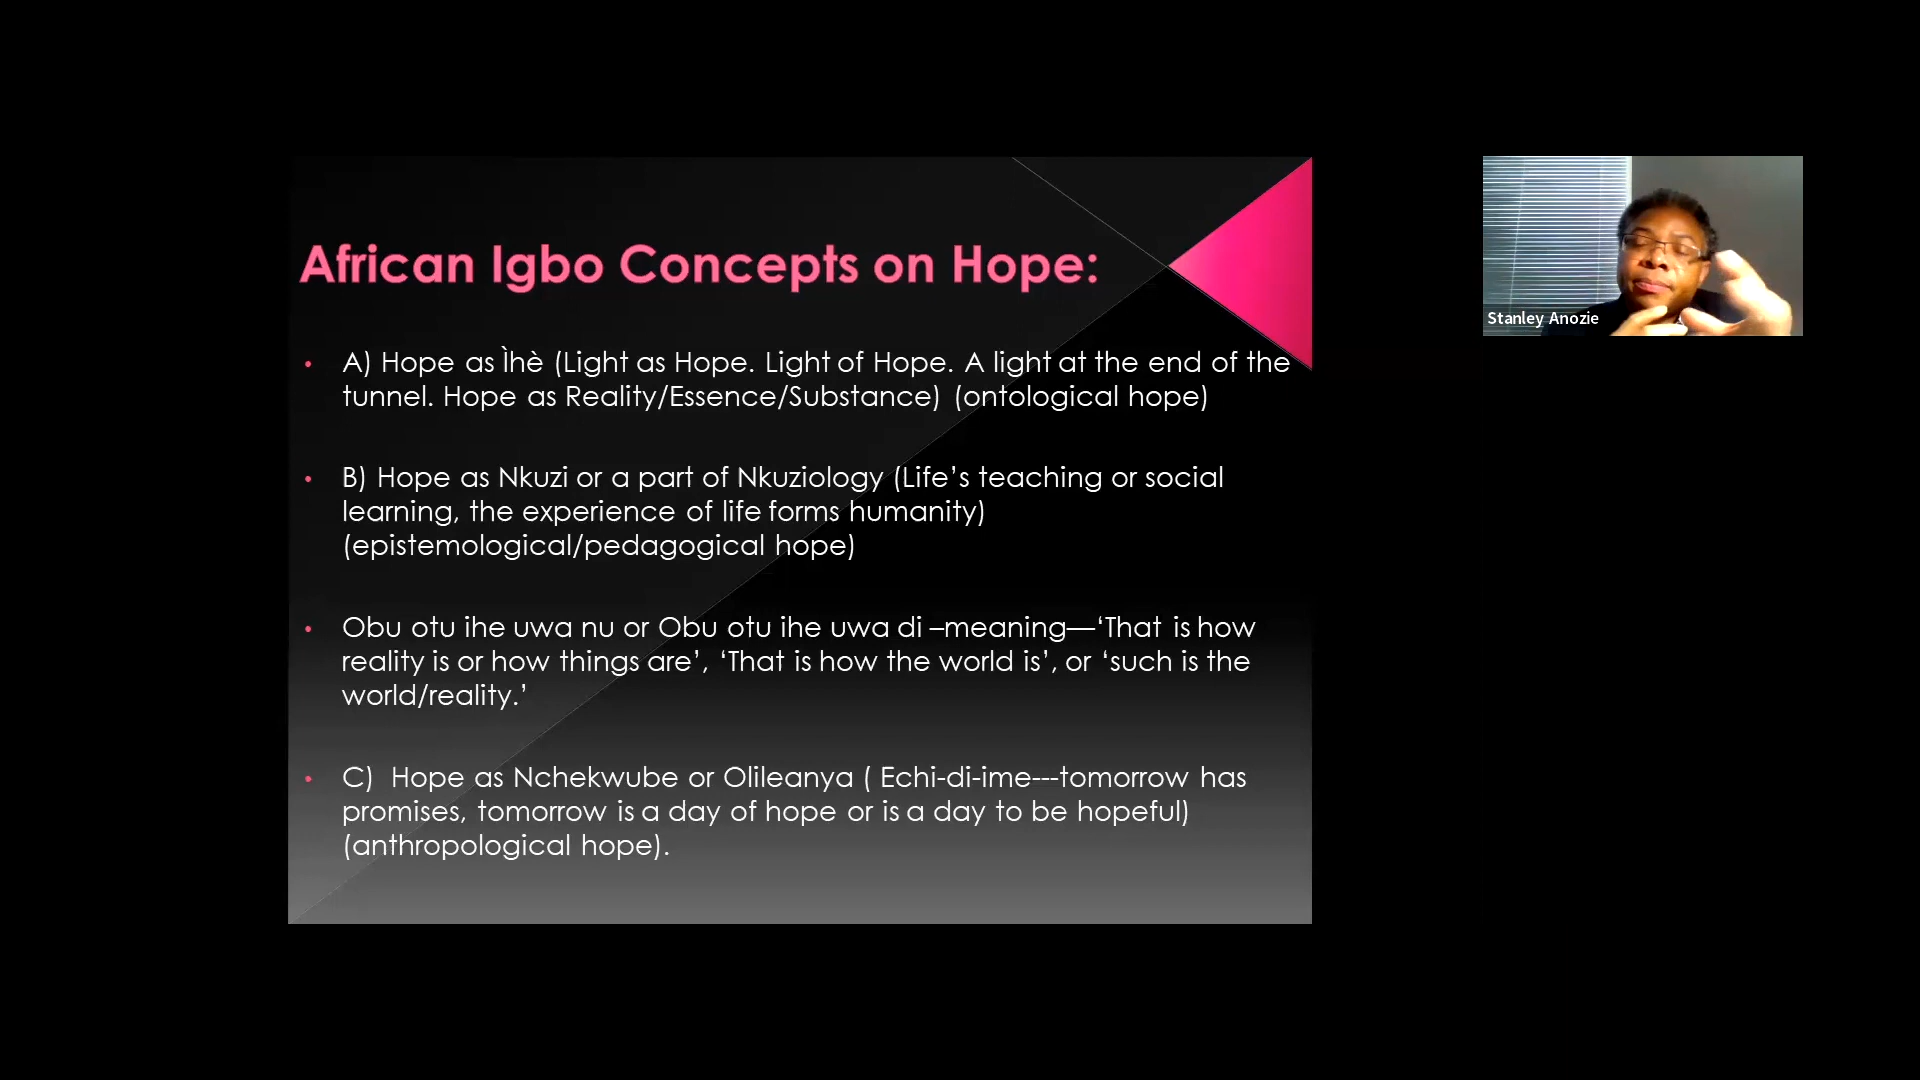 African Igbo Concepts on Hope:
• A) Hope as Ìhè (Light as Hope. Light of Hope. A light at the end of the
tunnel. Hope as Reality/Essence/Substance) (ontological hope)
• B) Hope as Nkuzi or a part of Nkuziology (Life’s teaching or social
learning, the experience of life forms humanity)
(epistemological/pedagogical hope)
• Obu otu ihe uwa nu or Obu otu ihe uwa di –meaning—‘That is how
reality is or how things are’, ‘That is how the world is’, or ‘such is the
world/reality.’
• C)  Hope as Nchekwube or Olileanya ( Echi-di-ime---tomorrow has
promises, tomorrow is a day of hope or is a day to be hopeful)
(anthropological hope).
Stanley Anozie